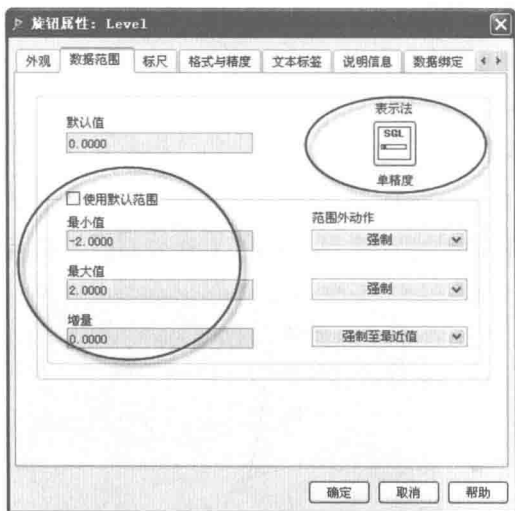 旋钮属性: Level
外观 数据范围 标尺 格式与精度 文本标签 说明信息 数据绑定
默认值
0.0000
表示法
SGL
单精度
使用默认范围
最小值
-2.0000
范围外动作
强制
最大值
2.0000
强制
增量
0.0000
强制至最近值
确定 取消 帮助